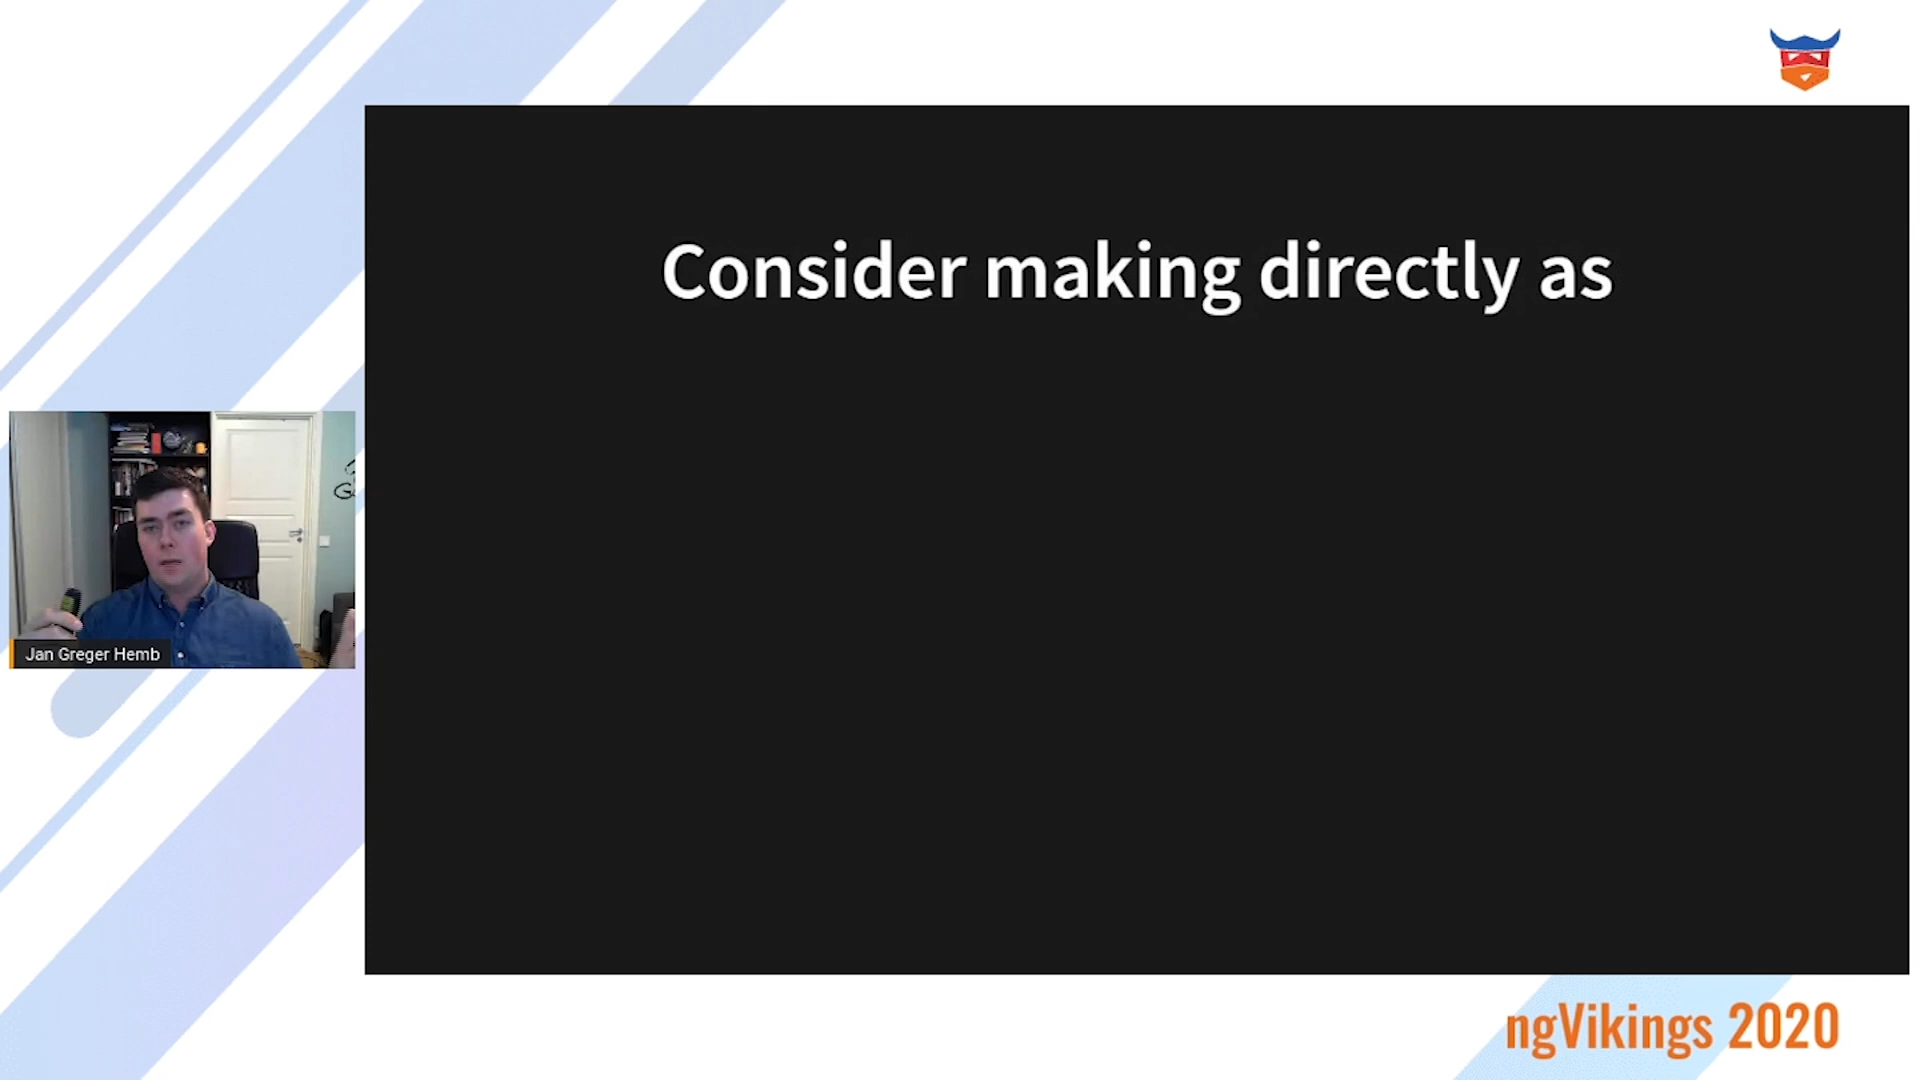 Consider making directly as
Jan Greger Hemb
ngVikings 2020